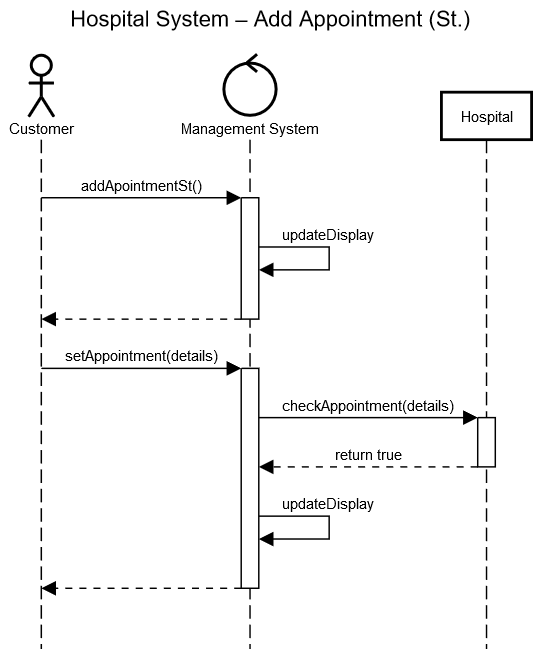 Hospital System – Add Appointment (St.)
Customer
Management System
Hospital
addApointmentSt()
updateDisplay
setAppointment(details)
checkAppointment(details)
return true
updateDisplay